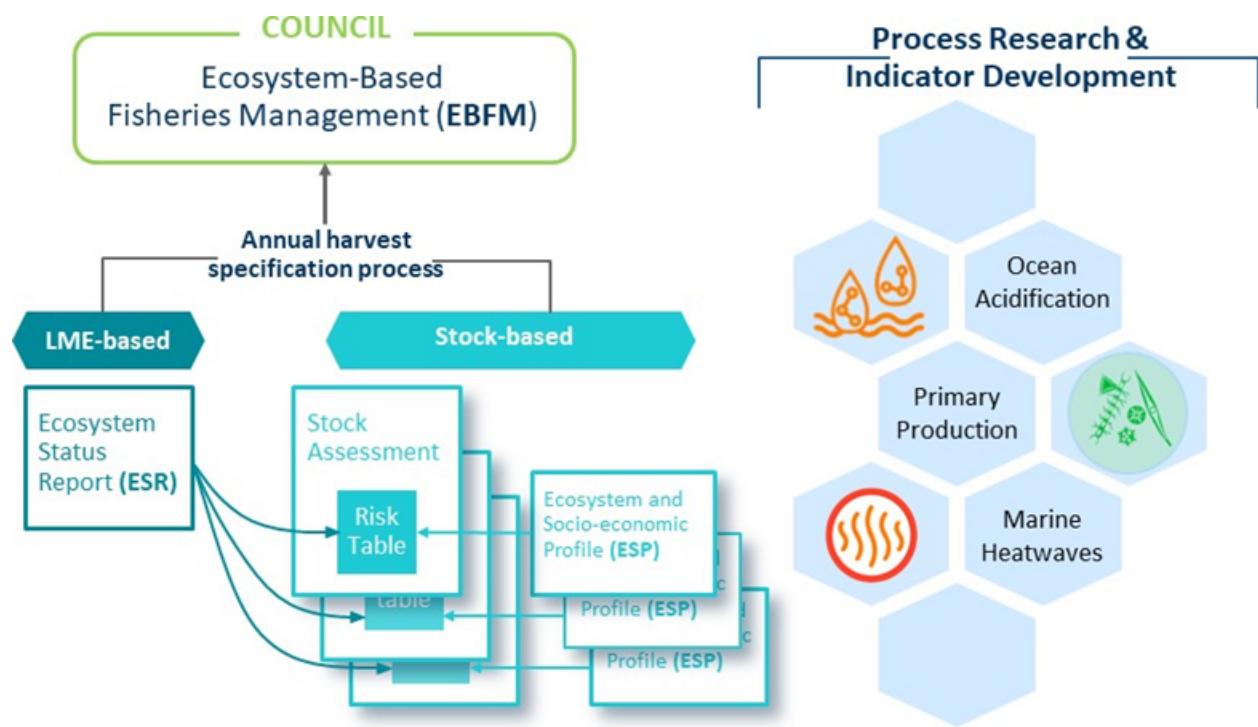 COUNCIL
Ecosystem-Based
Fisheries Management (EBFM)
Annual harvest
specification process
LME-based
Stock-based
Ecosystem
Status
Report (ESR)
Stock
Assessment
Risk
Table
table
Ecosystem and
Socio-economic
Profile (ESP)
Profile (ESP)
Profile (ESP)
Process Research &
Indicator Development
Ocean
Acidification
Primary
Production
Marine
Heatwaves